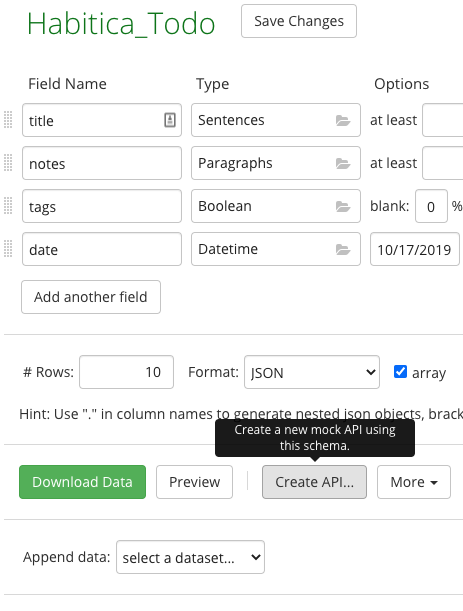 Habitica_Todo Save Changes
Field Name Type Options
title Sentences at least
notes Paragraphs at least
tags Boolean blank: 0 %
date Datetime 10/17/2019
Add another field
# Rows: 10 Format: JSON array
Hint: Use "." in column names to generate nested json objects, brack
Create a new mock API using
this schema.
Download Data Preview Create API... More
Append data: select a dataset...